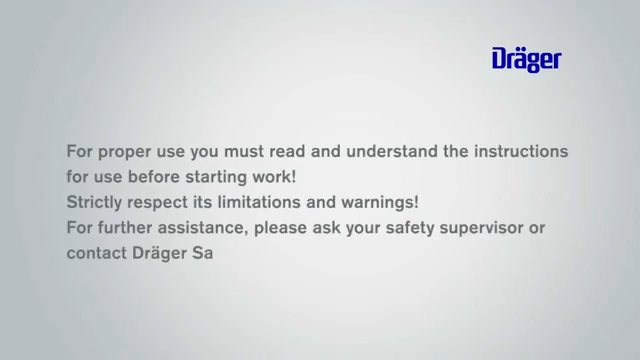 Dräger
For proper use you must read and understand the instructions
for use before starting work!
Strictly respect its limitations and warnings!
For further assistance, please ask your safety supervisor or
contact Dräger Sa